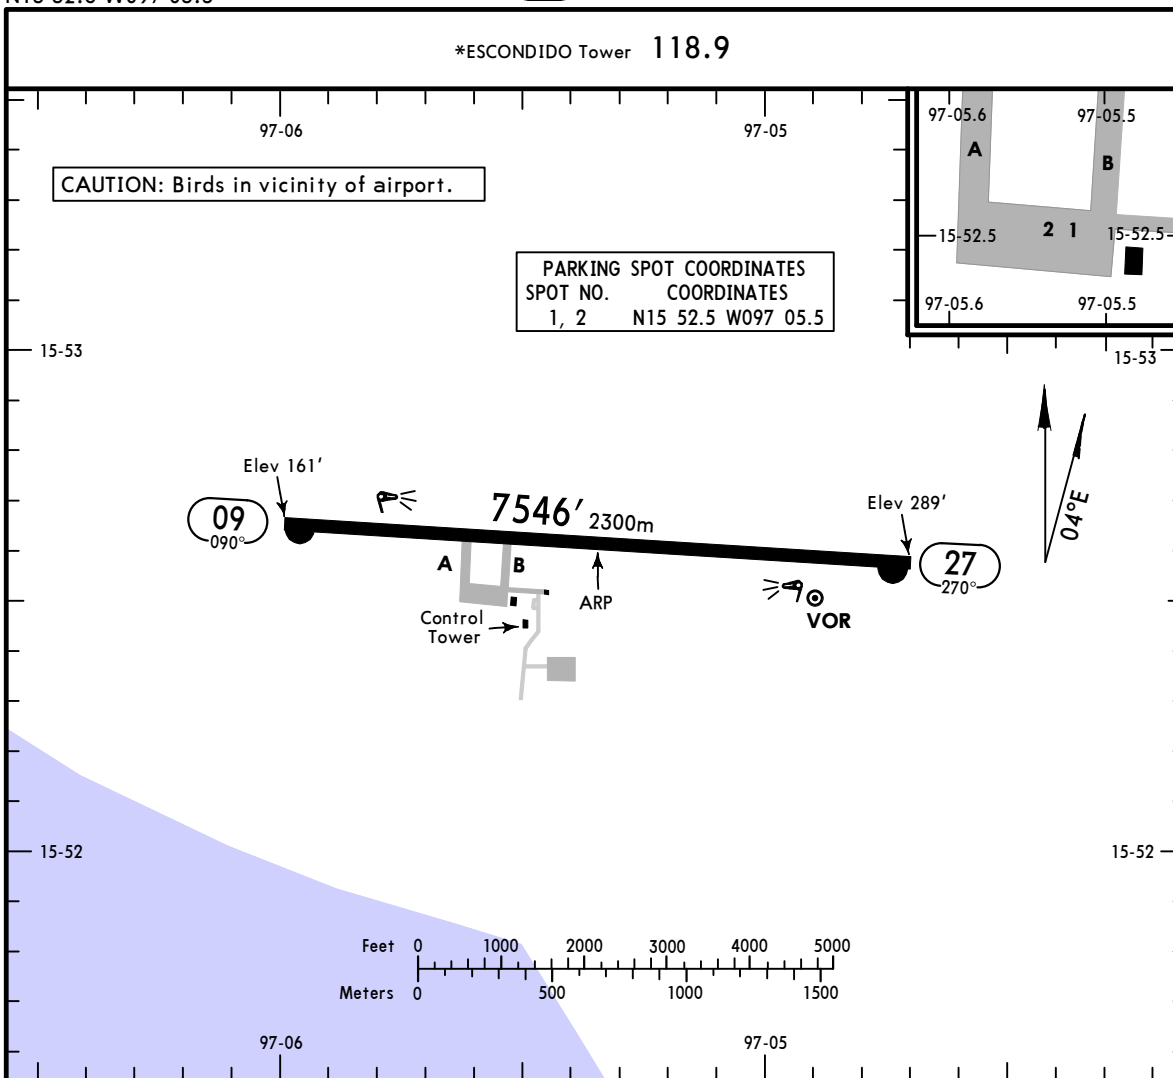 *ESCONDIDO Tower 118.9
97-06
97-05
CAUTION: Birds in vicinity of airport.
97-05.6
97-05.5
A
B
15-52.5
2 1
15-52.5
97-05.6
97-05.5
PARKING SPOT COORDINATES
SPOT NO. COORDINATES
1, 2 N15 52.5 W097 05.5
15-53
15-53
04°E
Elev 161'
09
090°
7546' 2300m
Elev 289'
27
270°
A
B
ARP
Control
Tower
VOR
15-52
15-52
Feet 0 1000 2000 3000 4000 5000
Meters 0 500 1000 1500
97-06
97-05